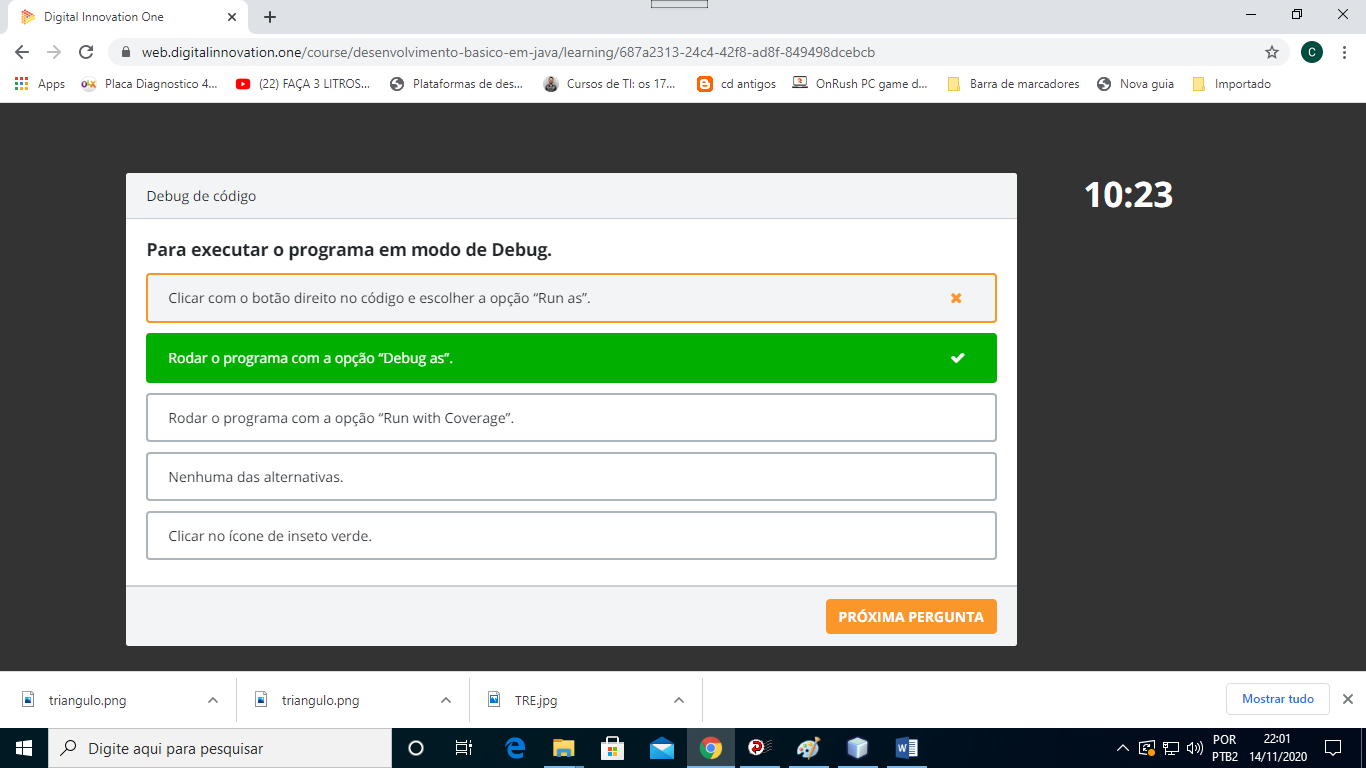 Digital Innovation One
web.digitalinnovation.one/course/desenvolvimento-basico-em-java/learning/687a2313-24c4-42f8-ad8f-849498dcebcb
C
Apps
Placa Diagnostico 4...
(22) FAÇA 3 LITROS...
Plataformas de des...
Cursos de TI: os 17...
cd antigos
OnRush PC game d...
Barra de marcadores
Nova guia
Importado
Debug de código
10:23
Para executar o programa em modo de Debug.
Clicar com o botão direito no código e escolher a opção “Run as”.
Rodar o programa com a opção “Debug as”.
Rodar o programa com a opção “Run with Coverage”.
Nenhuma das alternativas.
Clicar no ícone de inseto verde.
PRÓXIMA PERGUNTA
triangulo.png
triangulo.png
TRE.jpg
Mostrar tudo
Digite aqui para pesquisar
POR
PTB2
22:01
14/11/2020